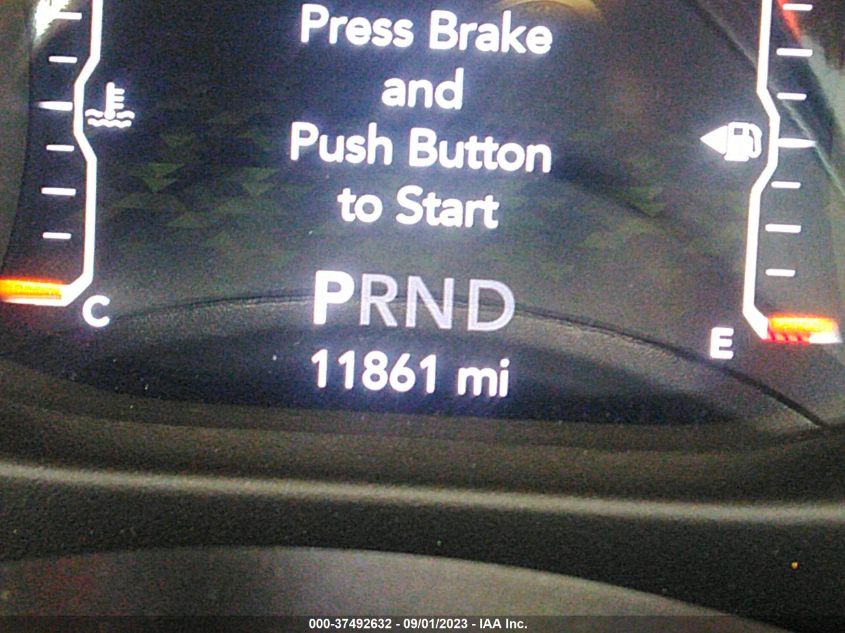 Press Brake
and
Push Button
to Start
PRND
C
E
11861 mi
000-37492632 - 09/01/2023 - IAA Inc.